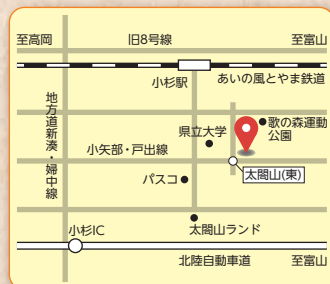 至高岡
旧8号線
至富山
小杉駅
あいの風とやま鉄道
地方道新湊・婦中線
県立大学
歌の森運動
公園
小矢部・戸出線
太閤山(東)
パスコ
太閤山ランド
小杉IC
北陸自動車道
至富山